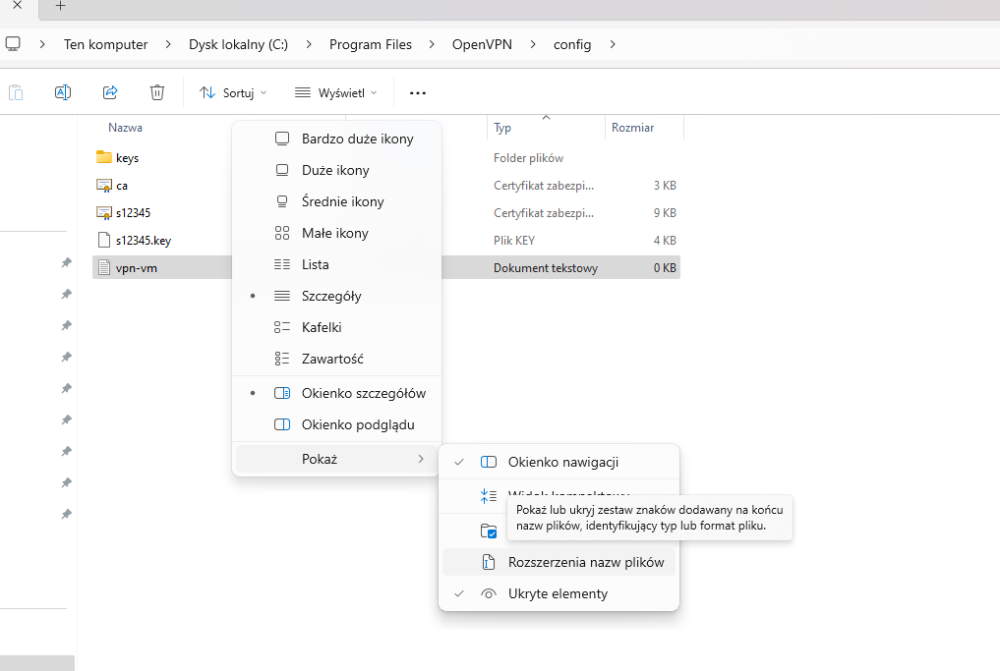 Ten komputer > Dysk lokalny (C:) > Program Files > OpenVPN > config >
Sortuj Wyświetl ...
Nazwa Typ Rozmiar
keys Folder plików
ca Certyfikat zabezpi... 3 KB
s12345 Certyfikat zabezpi... 9 KB
s12345.key Plik KEY 4 KB
vpn-vm Dokument tekstowy 0 KB
Bardzo duże ikony
Duże ikony
Średnie ikony
Małe ikony
Lista
Szczegóły
Kafelki
Zawartość
Okienko szczegółów
Okienko podglądu
Pokaż
Okienko nawigacji
Pokaż lub ukryj zestaw znaków dodawany na końcu
nazw plików, identyfikujący typ lub format pliku.
Rozszerzenia nazw plików
Ukryte elementy